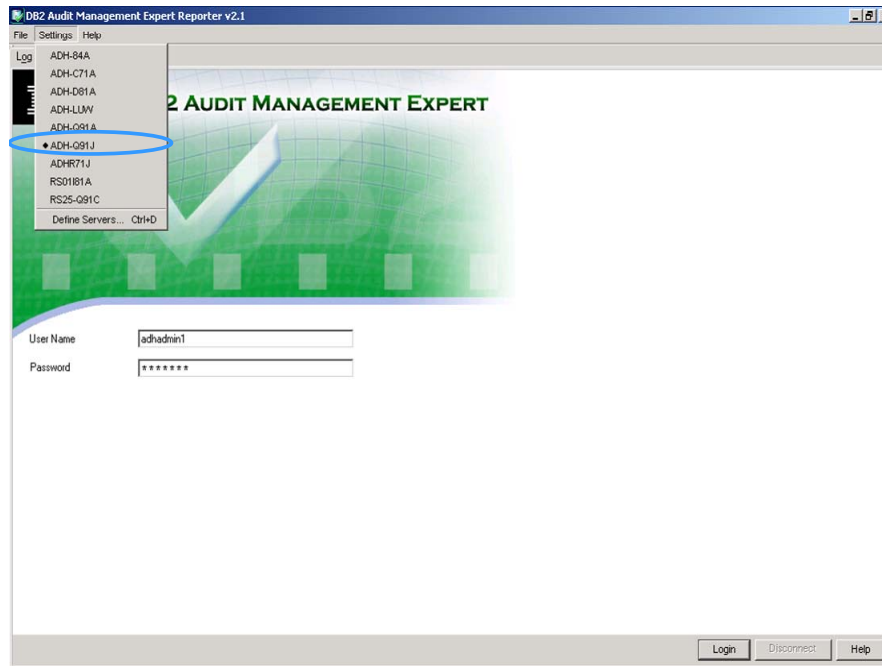 DB2 Audit Management Expert Reporter v2.1
File Settings Help
Log
ADH-84A
ADH-C71A
ADH-D81A
ADH-LUW
ADH-Q91A
ADH-Q91J
ADHR71J
RS01I81A
RS25-Q91C
Define Servers... Ctrl+D
2 AUDIT MANAGEMENT EXPERT
User Name adhadmin1
Password *******
Login Disconnect Help